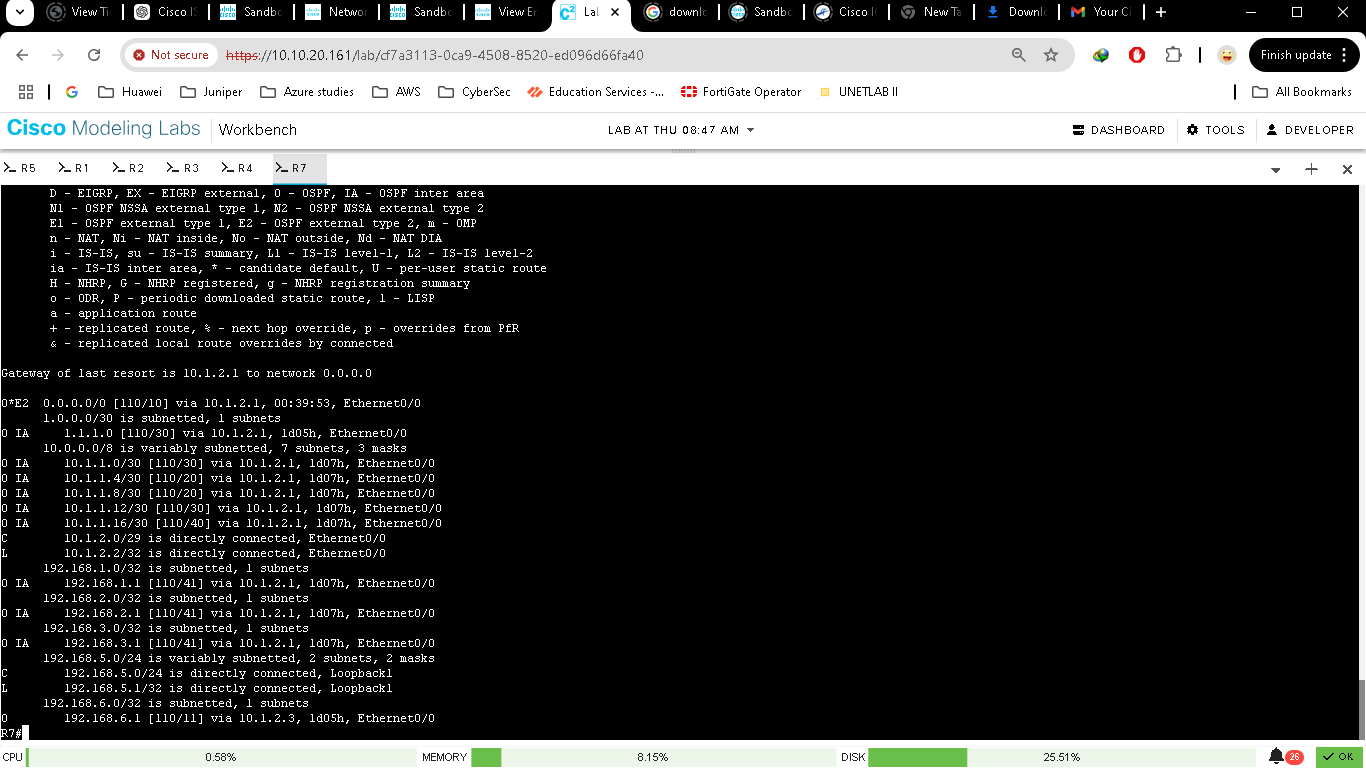 View Ti
Cisco IS
Sandb
Networ
Sandb
View Er
La
downl
Sandb
Cisco I
New Ta
Downl
Your Ci
Not secure
https://10.10.20.161/lab/cf7a3113-0ca9-4508-8520-ed096d66fa40
Finish update
Huawei
Juniper
Azure studies
AWS
CyberSec
Education Services -...
FortiGate Operator
UNETLAB II
All Bookmarks
Cisco Modeling Labs
Workbench
LAB AT THU 08:47 AM
DASHBOARD
TOOLS
DEVELOPER
R5
R1
R2
R3
R4
R7
D - EIGRP, EX - EIGRP external, O - OSPF, IA - OSPF inter area
N1 - OSPF NSSA external type 1, N2 - OSPF NSSA external type 2
E1 - OSPF external type 1, E2 - OSPF external type 2, m - OMP
n - NAT, Ni - NAT inside, No - NAT outside, Nd - NAT DIA
i - IS-IS, su - IS-IS summary, L1 - IS-IS level-1, L2 - IS-IS level-2
ia - IS-IS inter area, * - candidate default, U - per-user static route
H - NHRP, G - NHRP registered, g - NHRP registration summary
o - ODR, P - periodic downloaded static route, l - LISP
a - application route
+ - replicated route, % - next hop override, p - overrides from PfR
& - replicated local route overrides by connected
Gateway of last resort is 10.1.2.1 to network 0.0.0.0
O*E2 0.0.0.0/0 [110/10] via 10.1.2.1, 00:39:53, Ethernet0/0
1.0.0.0/30 is subnetted, 1 subnets
O IA 1.1.1.0 [110/30] via 10.1.2.1, 1d05h, Ethernet0/0
10.0.0.0/8 is variably subnetted, 7 subnets, 3 masks
O IA 10.1.1.0/30 [110/30] via 10.1.2.1, 1d07h, Ethernet0/0
O IA 10.1.1.4/30 [110/20] via 10.1.2.1, 1d07h, Ethernet0/0
O IA 10.1.1.8/30 [110/20] via 10.1.2.1, 1d07h, Ethernet0/0
O IA 10.1.1.12/30 [110/30] via 10.1.2.1, 1d07h, Ethernet0/0
O IA 10.1.1.16/30 [110/40] via 10.1.2.1, 1d07h, Ethernet0/0
C 10.1.2.0/29 is directly connected, Ethernet0/0
L 10.1.2.2/32 is directly connected, Ethernet0/0
192.168.1.0/32 is subnetted, 1 subnets
O IA 192.168.1.1 [110/41] via 10.1.2.1, 1d07h, Ethernet0/0
192.168.2.0/32 is subnetted, 1 subnets
O IA 192.168.2.1 [110/41] via 10.1.2.1, 1d07h, Ethernet0/0
192.168.3.0/32 is subnetted, 1 subnets
O IA 192.168.3.1 [110/41] via 10.1.2.1, 1d07h, Ethernet0/0
192.168.5.0/24 is variably subnetted, 2 subnets, 2 masks
C 192.168.5.0/24 is directly connected, Loopback1
L 192.168.5.1/32 is directly connected, Loopback1
192.168.6.0/32 is subnetted, 1 subnets
O 192.168.6.1 [110/11] via 10.1.2.3, 1d05h, Ethernet0/0
R7#
CPU 0.58%
MEMORY 8.15%
DISK 25.51%
26
OK